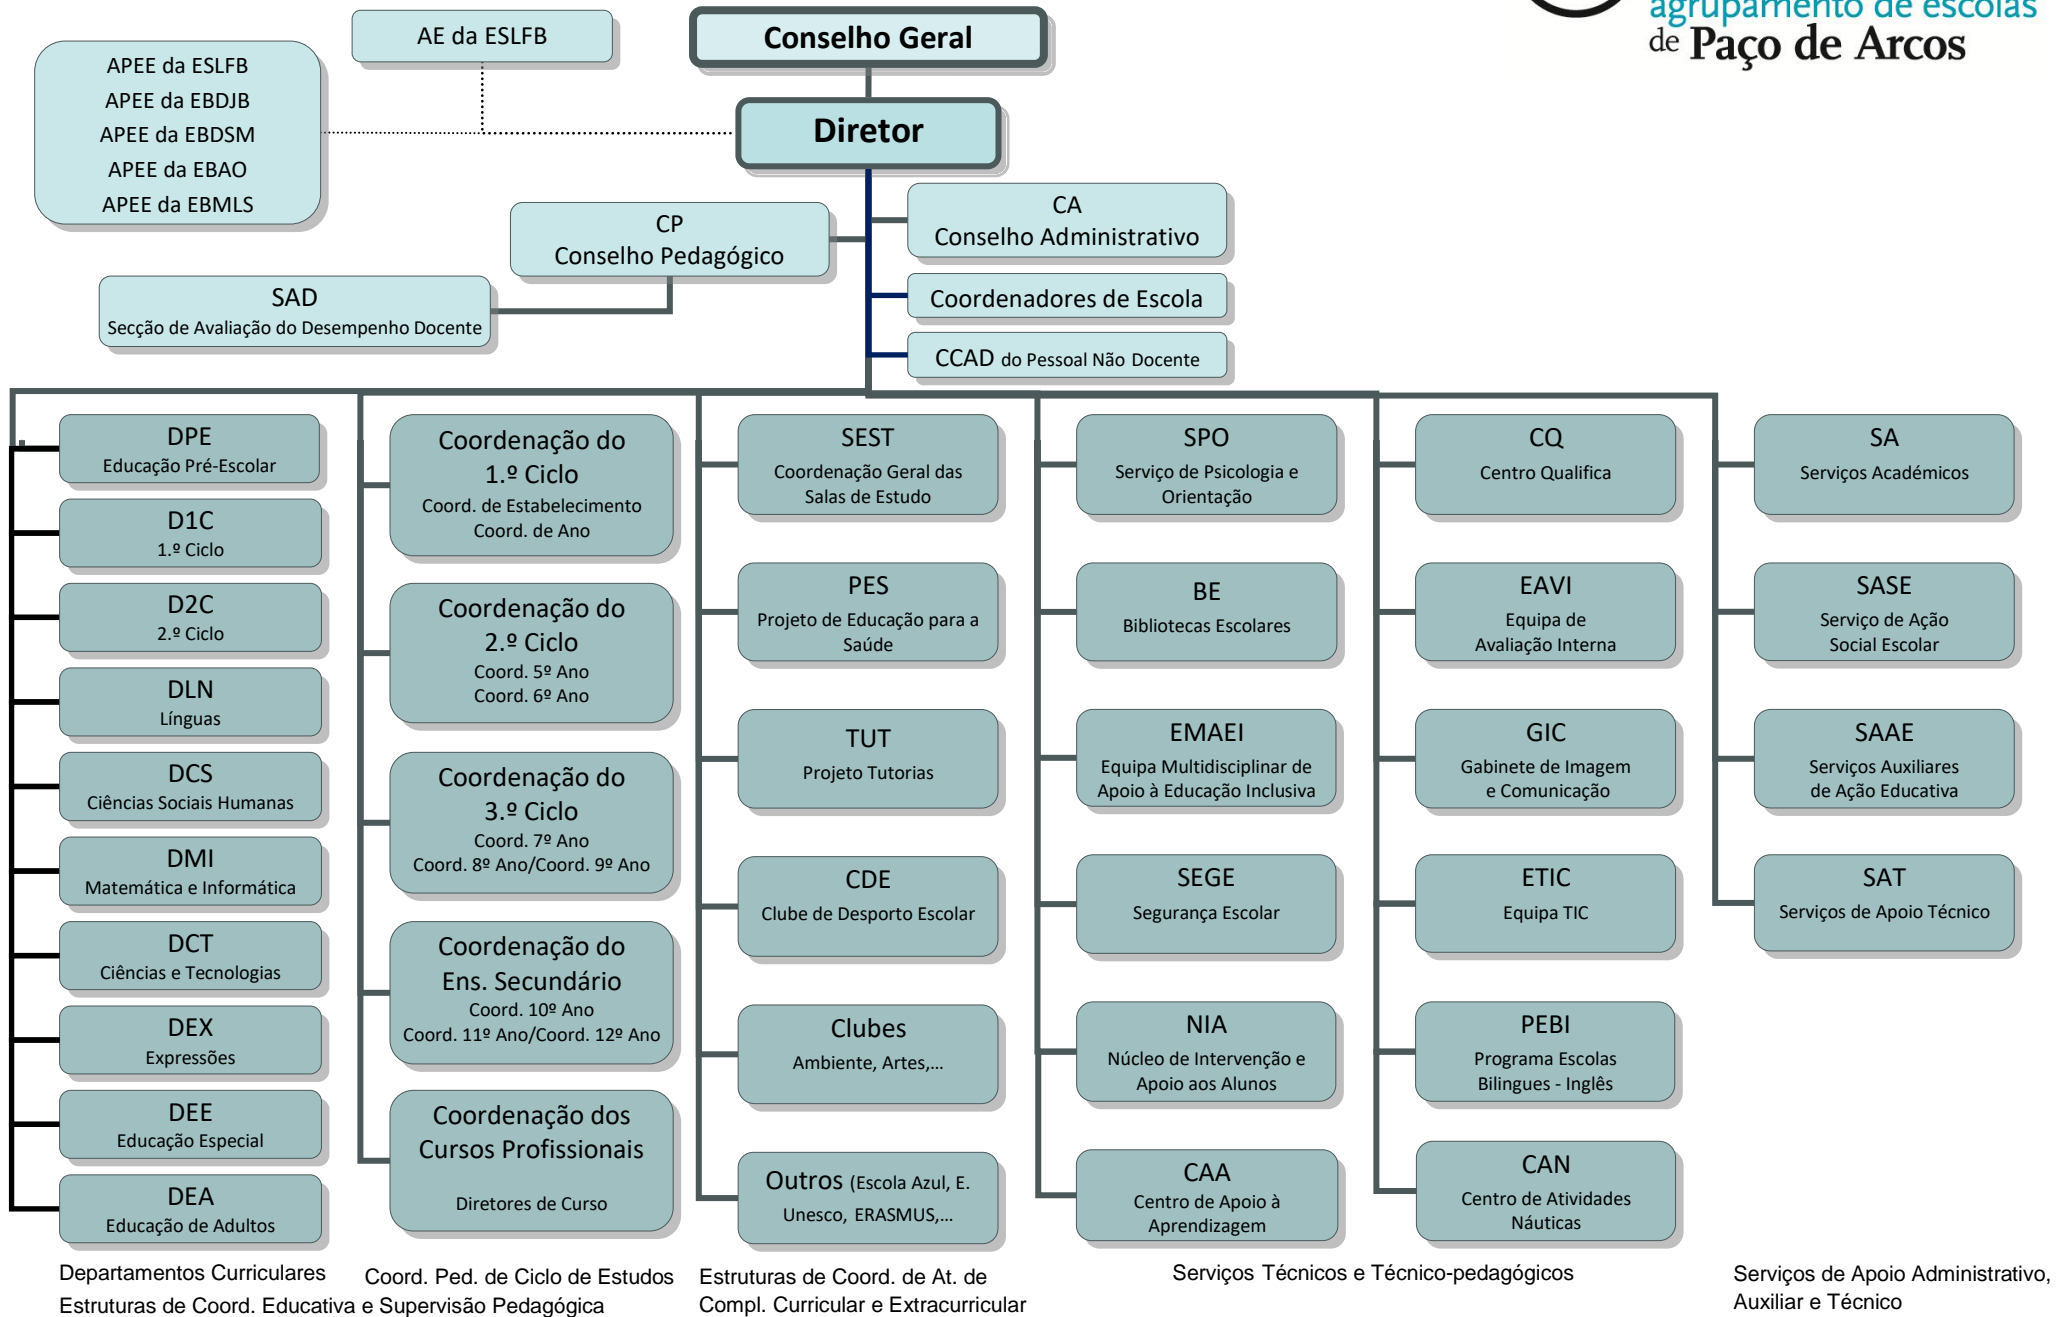 agrupamento de escolas
de Paço de Arcos
AE da ESLFB
Conselho Geral
APEE da ESLFB
APEE da EBDJB
APEE da EBDSM
APEE da EBAO
APEE da EBMLS
Diretor
CP
Conselho Pedagógico
CA
Conselho Administrativo
SAD
Secção de Avaliação do Desempenho Docente
Coordenadores de Escola
CCAD do Pessoal Não Docente
DPE
Educação Pré-Escolar
D1C
1.º Ciclo
D2C
2.º Ciclo
DLN
Línguas
DCS
Ciências Sociais Humanas
DMI
Matemática e Informática
DCT
Ciências e Tecnologias
DEX
Expressões
DEE
Educação Especial
DEA
Educação de Adultos
Coordenação do
1.º Ciclo
Coord. de Estabelecimento
Coord. de Ano
Coordenação do
2.º Ciclo
Coord. 5º Ano
Coord. 6º Ano
Coordenação do
3.º Ciclo
Coord. 7º Ano
Coord. 8º Ano/Coord. 9º Ano
Coordenação do
Ens. Secundário
Coord. 10º Ano
Coord. 11º Ano/Coord. 12º Ano
Coordenação dos
Cursos Profissionais
Diretores de Curso
SEST
Coordenação Geral das
Salas de Estudo
PES
Projeto de Educação para a
Saúde
TUT
Projeto Tutorias
CDE
Clube de Desporto Escolar
Clubes
Ambiente, Artes,...
Outros (Escola Azul, E.
Unesco, ERASMUS,...
SPO
Serviço de Psicologia e
Orientação
BE
Bibliotecas Escolares
EMAEI
Equipa Multidisciplinar de
Apoio à Educação Inclusiva
SEGE
Segurança Escolar
NIA
Núcleo de Intervenção e
Apoio aos Alunos
CAA
Centro de Apoio à
Aprendizagem
CQ
Centro Qualifica
EAVI
Equipa de
Avaliação Interna
GIC
Gabinete de Imagem
e Comunicação
ETIC
Equipa TIC
PEBI
Programa Escolas
Bilingues - Inglês
CAN
Centro de Atividades
Náuticas
SA
Serviços Académicos
SASE
Serviço de Ação
Social Escolar
SAAE
Serviços Auxiliares
de Ação Educativa
SAT
Serviços de Apoio Técnico
Departamentos Curriculares
Coord. Ped. de Ciclo de Estudos
Estruturas de Coord. Educativa e Supervisão Pedagógica
Estruturas de Coord. de At. de
Compl. Curricular e Extracurricular
Serviços Técnicos e Técnico-pedagógicos
Serviços de Apoio Administrativo,
Auxiliar e Técnico